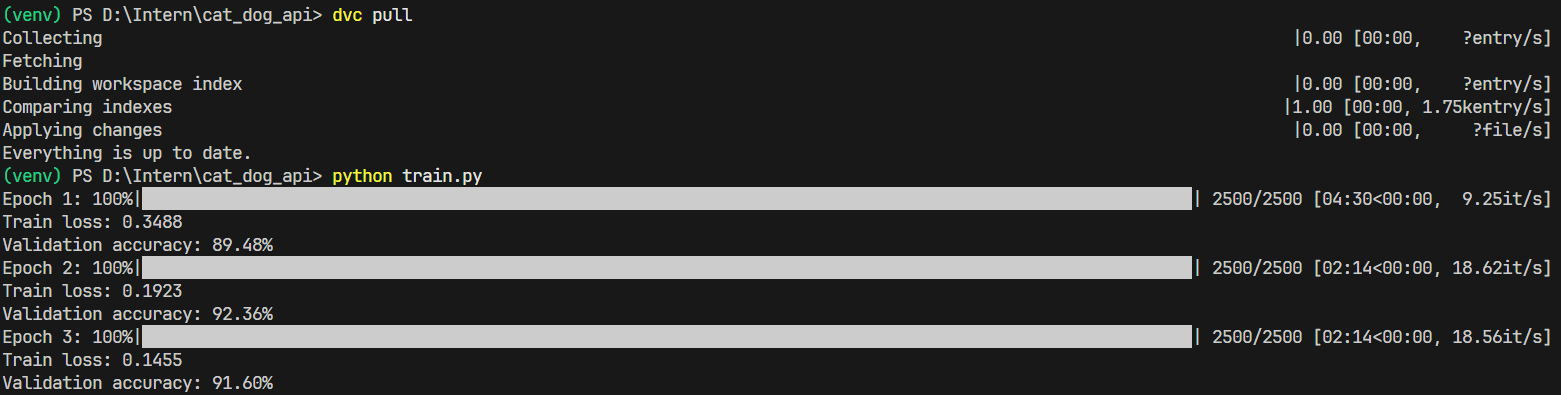 (venv) PS D:\Intern\cat_dog_api> dvc pull
Collecting |0.00 [00:00, ?entry/s]
Fetching
Building workspace index |0.00 [00:00, ?entry/s]
Comparing indexes |1.00 [00:00, 1.75kentry/s]
Applying changes |0.00 [00:00, ?file/s]
Everything is up to date.
(venv) PS D:\Intern\cat_dog_api> python train.py
Epoch 1: 100%| | 2500/2500 [04:30<00:00, 9.25it/s]
Train loss: 0.3488
Validation accuracy: 89.48%
Epoch 2: 100%| | 2500/2500 [02:14<00:00, 18.62it/s]
Train loss: 0.1923
Validation accuracy: 92.36%
Epoch 3: 100%| | 2500/2500 [02:14<00:00, 18.56it/s]
Train loss: 0.1455
Validation accuracy: 91.60%